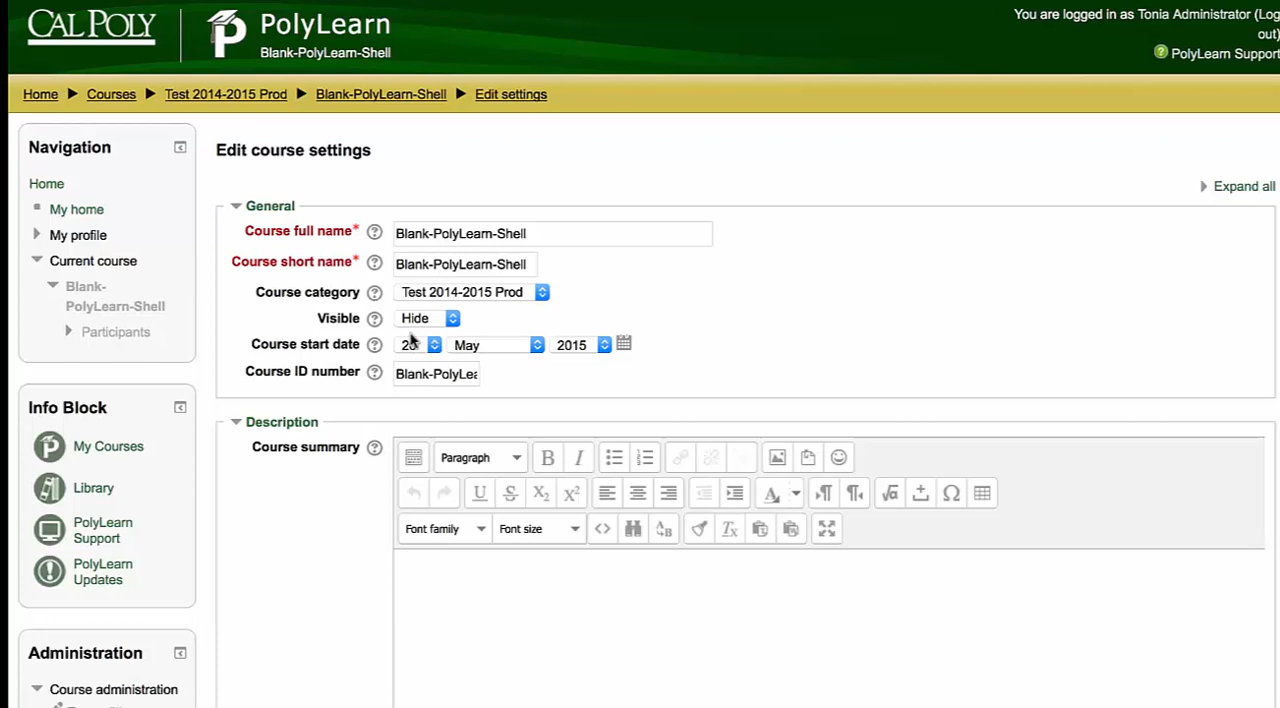 CAL POLY
PolyLearn
Blank-PolyLearn-Shell
You are logged in as Tonia Administrator (Log
out)
PolyLearn Support
Home Courses Test 2014-2015 Prod Blank-PolyLearn-Shell Edit settings
Navigation
Home
My home
My profile
Current course
Blank-
PolyLearn-Shell
Participants
Info Block
My Courses
Library
PolyLearn
Support
PolyLearn
Updates
Administration
Course administration
Edit course settings
Expand all
General
Course full name* Blank-PolyLearn-Shell
Course short name* Blank-PolyLearn-Shell
Course category Test 2014-2015 Prod
Visible Hide
Course start date May 2015
Course ID number Blank-PolyLea
Description
Course summary
Paragraph
Font family Font size